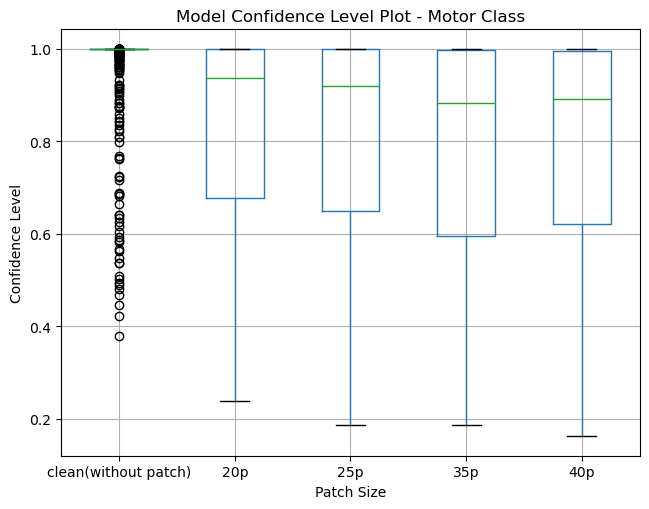 Model Confidence Level Plot - Motor Class
Confidence Level
1.0
0.8
0.6
0.4
0.2
clean(without patch) 20p 25p 35p 40p
Patch Size